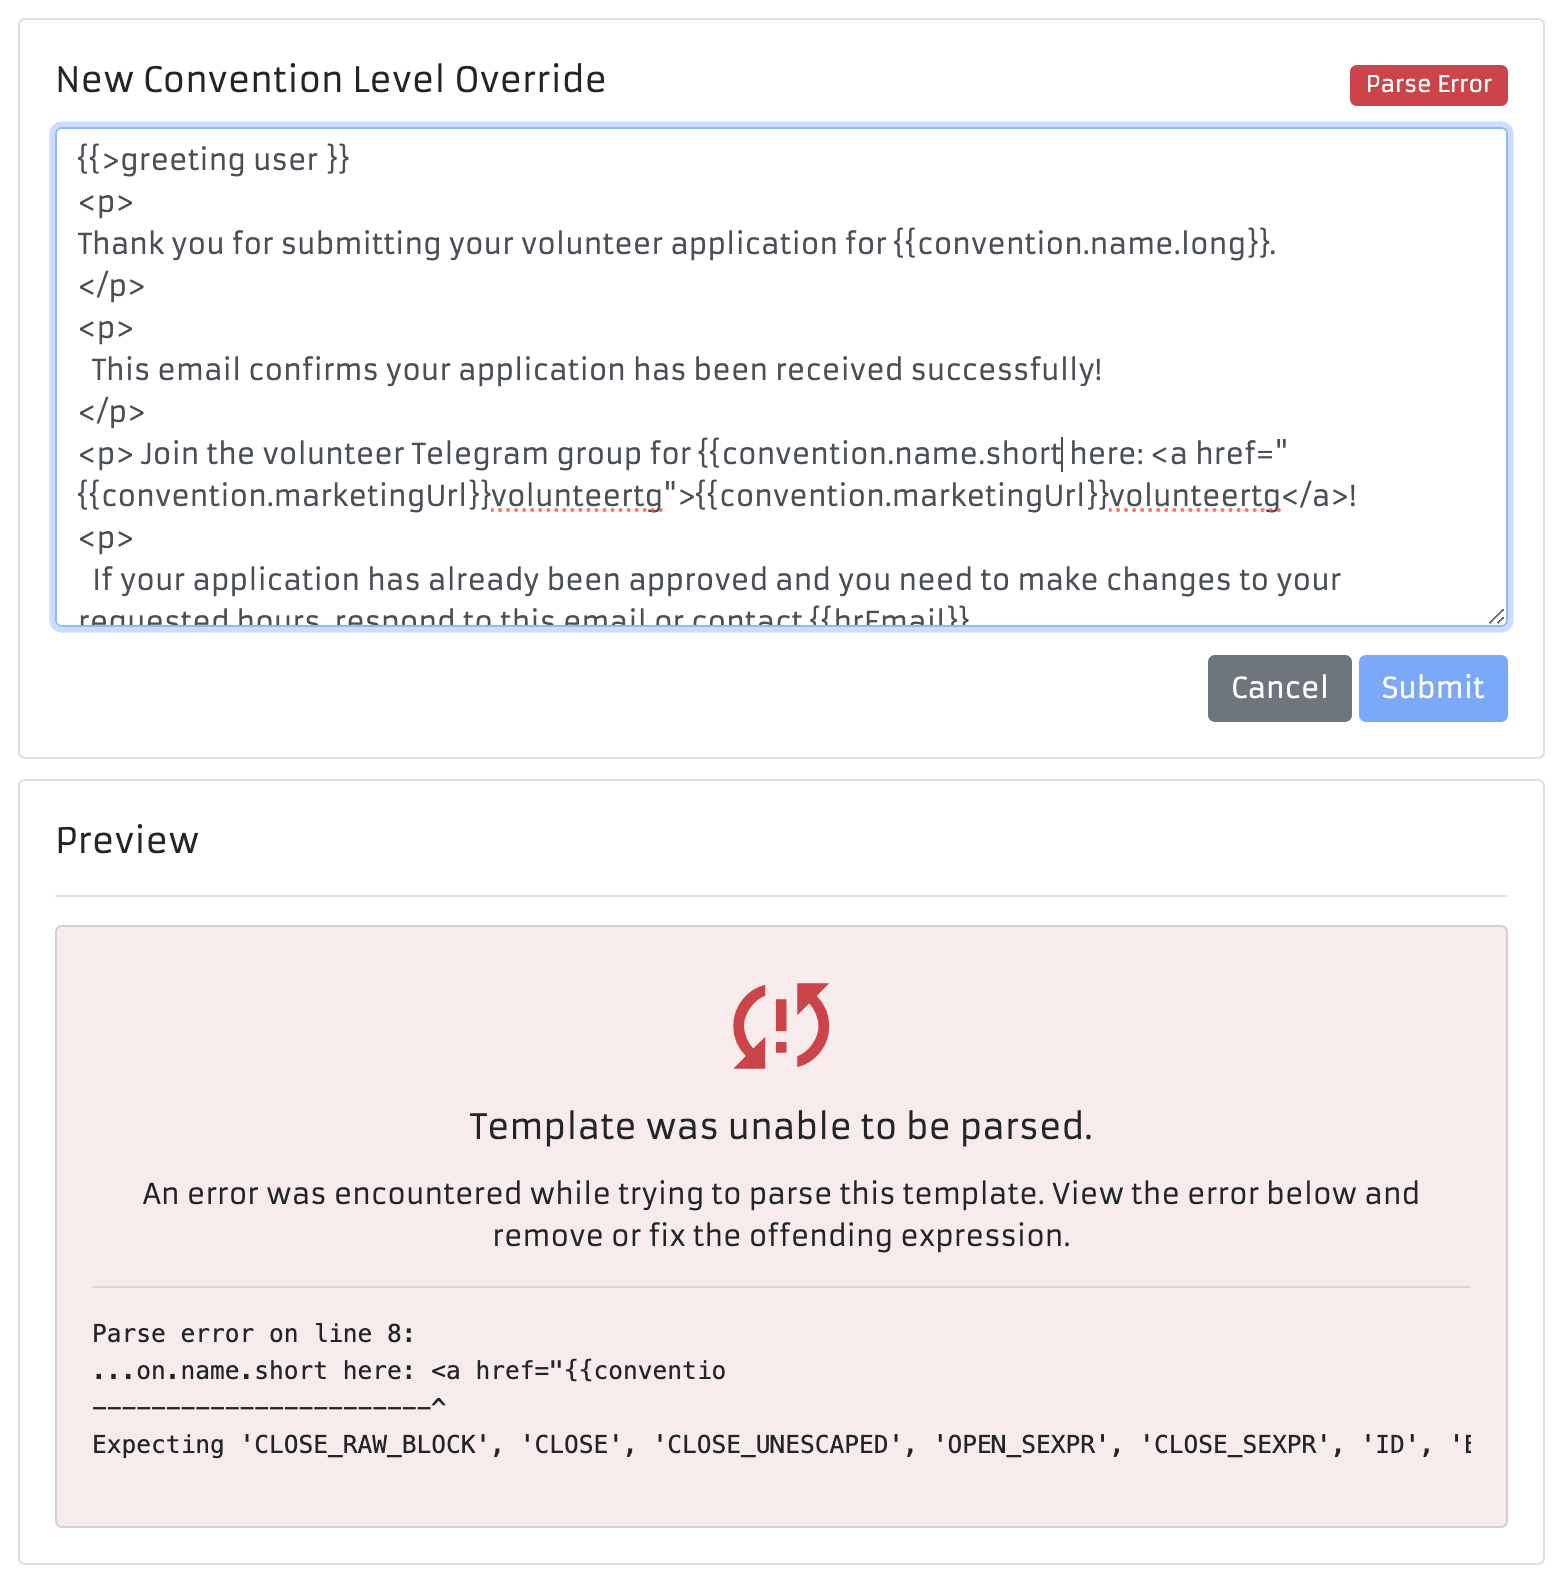 New Convention Level Override
Parse Error
{{>greeting user }}
<p>
Thank you for submitting your volunteer application for {{convention.name.long}}.
</p>
<p>
This email confirms your application has been received successfully!
</p>
<p> Join the volunteer Telegram group for {{convention.name.short here: <a href="
{{convention.marketingUrl}}volunteertg">{{convention.marketingUrl}}volunteertg</a>!
<p>
If your application has already been approved and you need to make changes to your
requested hours, respond to this email or contact {{hrEmail}}
Cancel
Submit
Preview
Template was unable to be parsed.
An error was encountered while trying to parse this template. View the error below and
remove or fix the offending expression.
Parse error on line 8:
...on.name.short here: <a href="{{conventio
-----------------------^
Expecting 'CLOSE_RAW_BLOCK', 'CLOSE', 'CLOSE_UNESCAPED', 'OPEN_SEXPR', 'CLOSE_SEXPR', 'ID', '